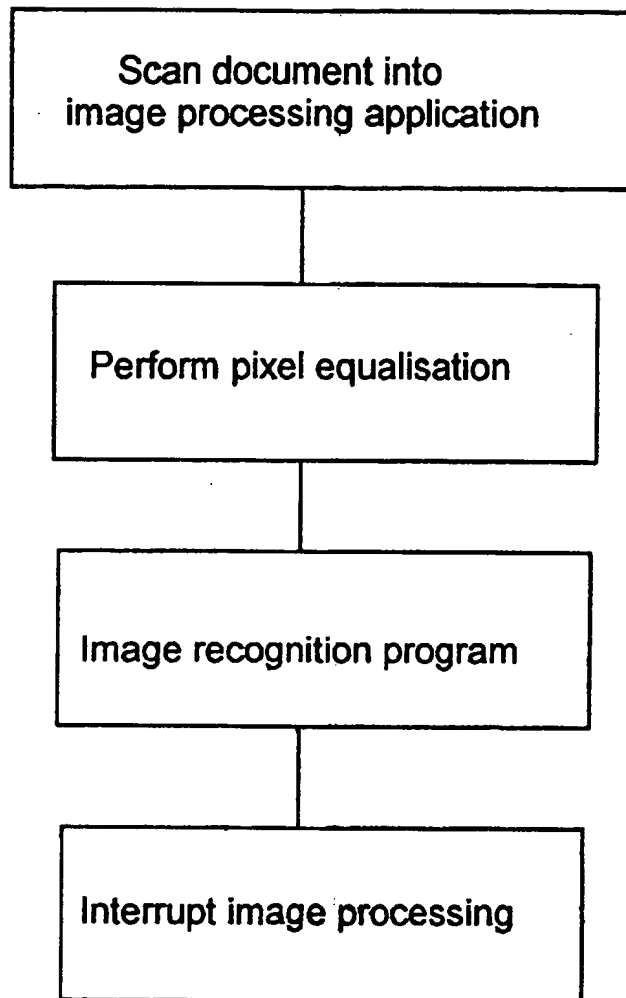 Scan document into
image processing application
Perform pixel equalisation
Image recognition program
Interrupt image processing